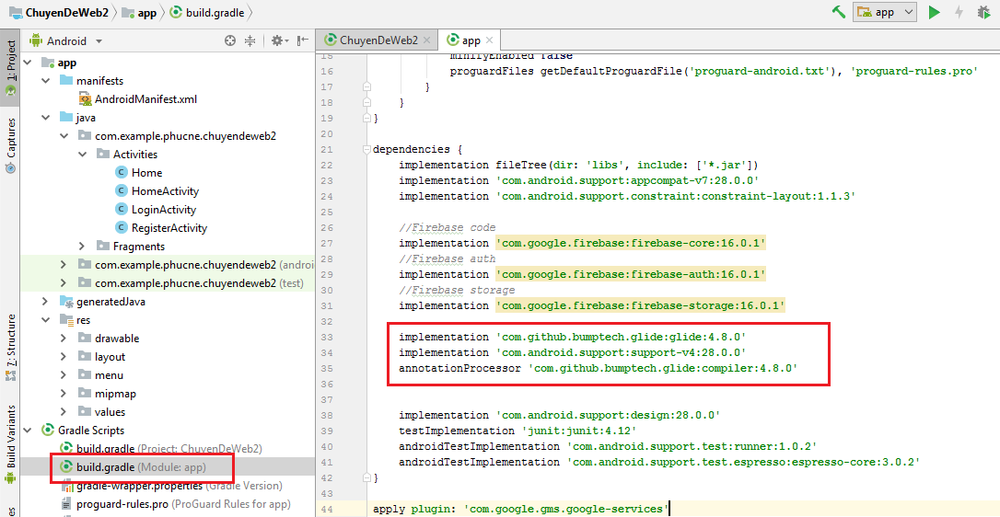 ChuyenDeWeb2 app build.gradle
app
Android
ChuyenDeWeb2
app
1: Project
Captures
7: Structure
Build Variants
es
app
manifests
AndroidManifest.xml
java
com.example.phucne.chuyendeweb2
Activities
Home
HomeActivity
LoginActivity
RegisterActivity
Fragments
com.example.phucne.chuyendeweb2 (androi
com.example.phucne.chuyendeweb2 (test)
generatedJava
res
drawable
layout
menu
mipmap
values
Gradle Scripts
build.gradle (Project: ChuyenDeWeb2)
build.gradle (Module: app)
gradle-wrapper.properties (Gradle Version)
proguard-rules.pro (ProGuard Rules for app)
15 minifyEnabled false
16 proguardFiles getDefaultProguardFile('proguard-android.txt'), 'proguard-rules.pro'
17 }
18 }
19 }
20
21 dependencies {
22 implementation fileTree(dir: 'libs', include: ['*.jar'])
23 implementation 'com.android.support:appcompat-v7:28.0.0'
24 implementation 'com.android.support.constraint:constraint-layout:1.1.3'
25
26 //Firebase code
27 implementation 'com.google.firebase:firebase-core:16.0.1'
28 //Firebase auth
29 implementation 'com.google.firebase:firebase-auth:16.0.1'
30 //Firebase storage
31 implementation 'com.google.firebase:firebase-storage:16.0.1'
32
33 implementation 'com.github.bumptech.glide:glide:4.8.0'
34 implementation 'com.android.support:support-v4:28.0.0'
35 annotationProcessor 'com.github.bumptech.glide:compiler:4.8.0'
36
37
38 implementation 'com.android.support:design:28.0.0'
39 testImplementation 'junit:junit:4.12'
40 androidTestImplementation 'com.android.support.test:runner:1.0.2'
41 androidTestImplementation 'com.android.support.test.espresso:espresso-core:3.0.2'
42 }
43
44 apply plugin: 'com.google.gms.google-services'